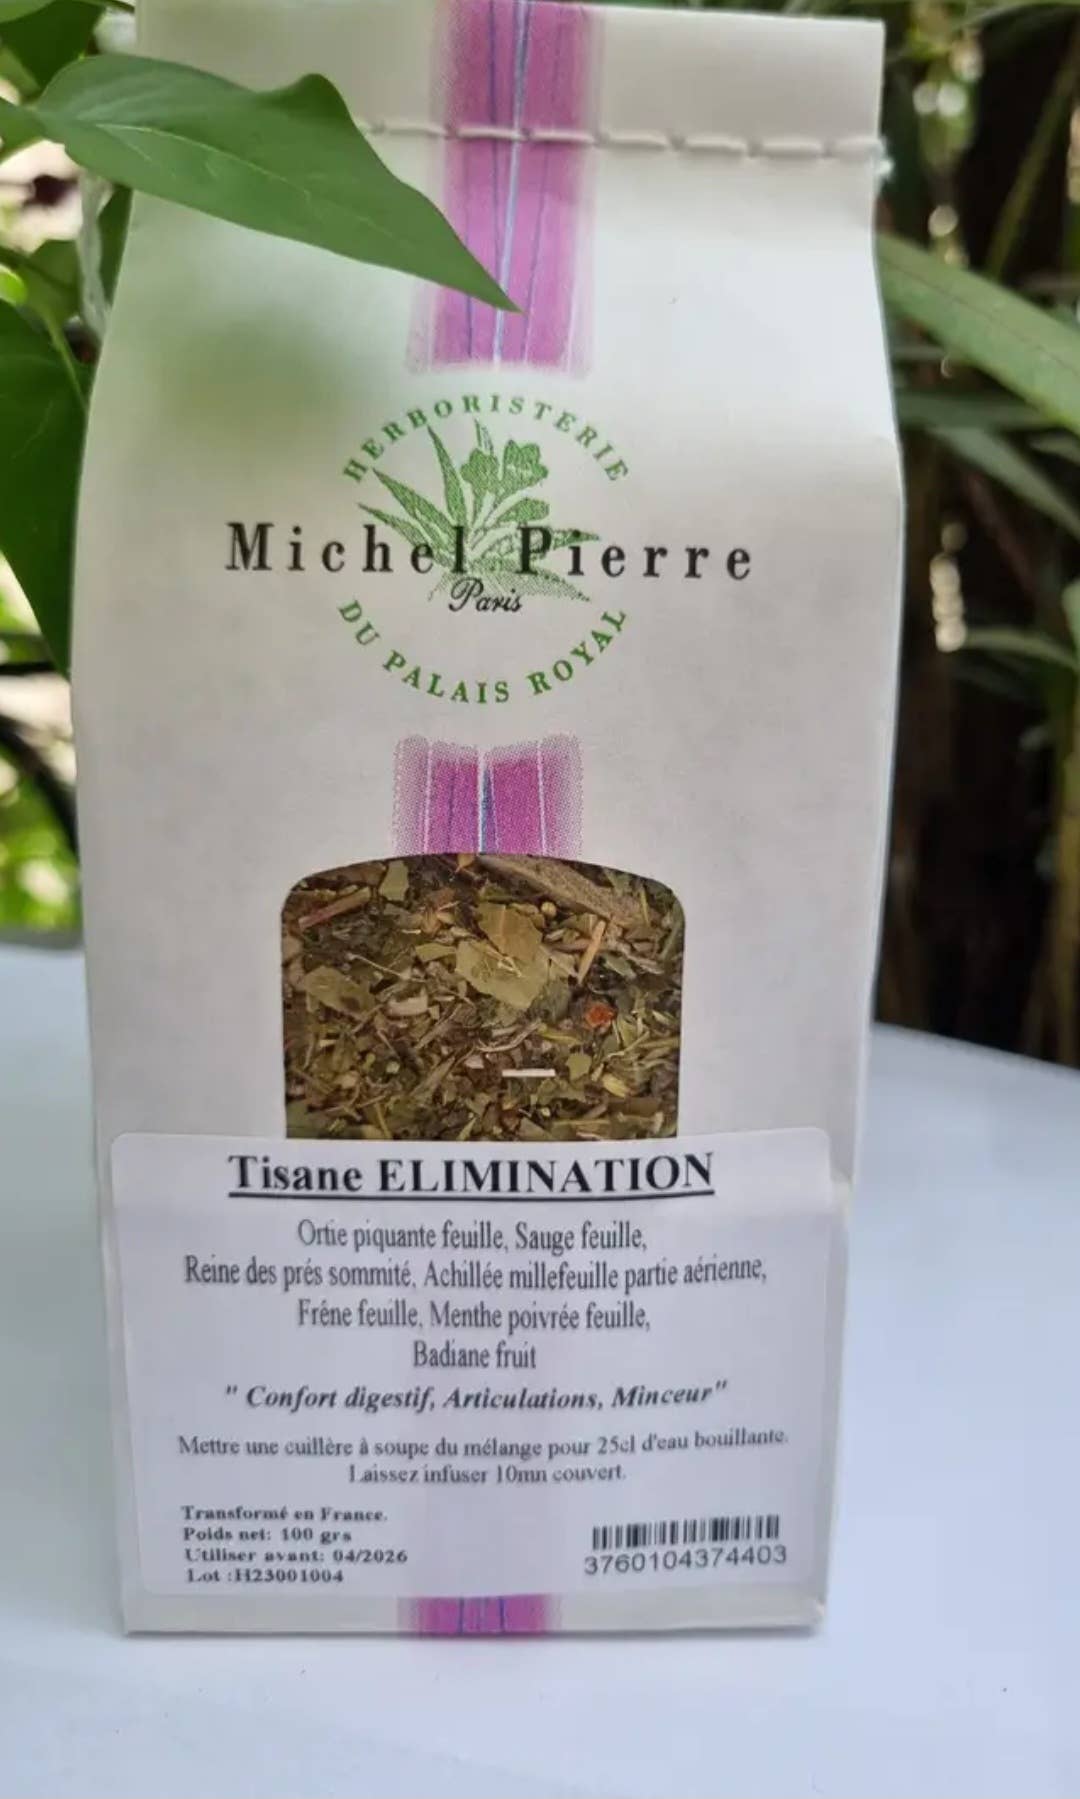 HERBORISTERIE
Michel Pierre
Paris
DU PALAIS ROYAL
Tisane ELIMINATION
Ortie piquante feuille, Sauge feuille,
Reine des prés sommité, Achillée millefeuille partie aérienne,
Frêne feuille, Menthe poivrée feuille,
Badiane fruit
" Confort digestif, Articulations, Minceur"
Mettre une cuillère à soupe du mélange pour 25cl d'eau bouillante.
Laissez infuser 10mn couvert.
Transformé en France.
Poids net: 100 grs
Utiliser avant: 04/2026
Lot :H23001004
3760104374403